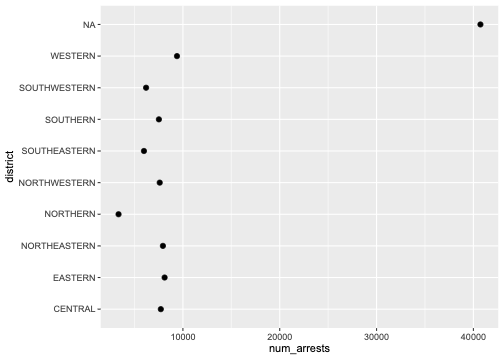 NA
WESTERN
SOUTHWESTERN
SOUTHERN
SOUTHEASTERN
NORTHWESTERN
NORTHERN
NORTHEASTERN
EASTERN
CENTRAL
district
10000 20000 30000 40000
num_arrests